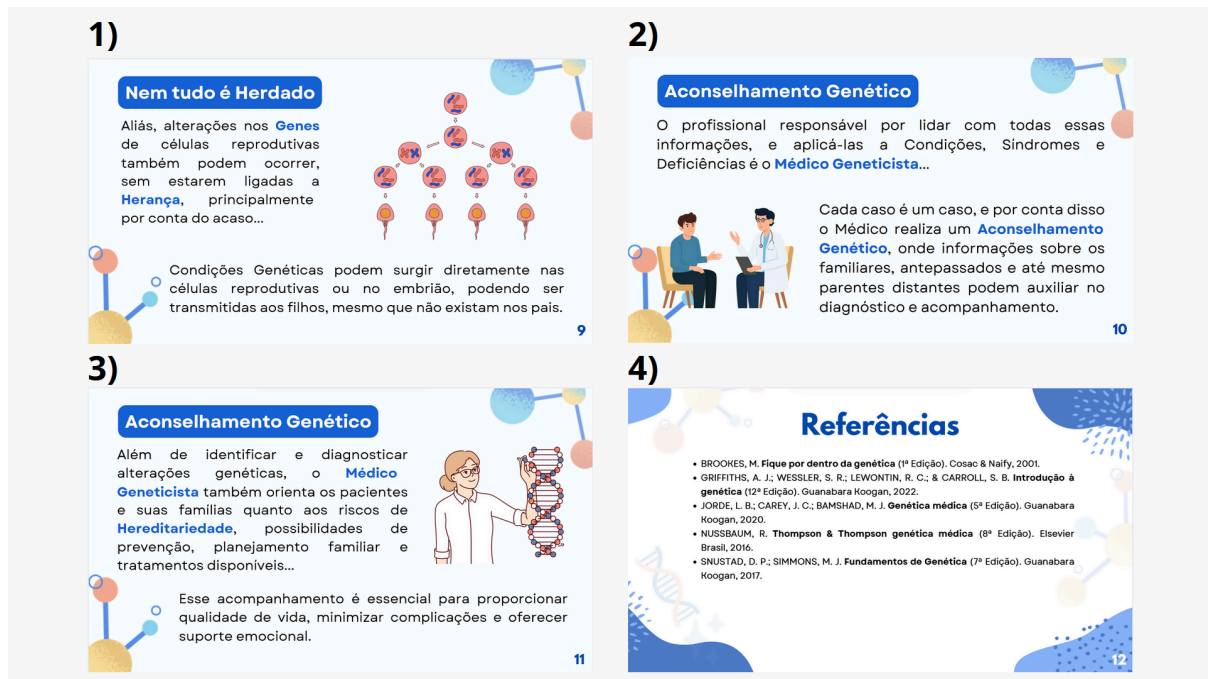 1)
Nem tudo é Herdado
Aliás, alterações nos Genes
de células reprodutivas
também podem ocorrer,
sem estarem ligadas a
Herança, principalmente
por conta do acaso...
Condições Genéticas podem surgir diretamente nas
células reprodutivas ou no embrião, podendo ser
transmitidas aos filhos, mesmo que não existam nos pais.
9
2)
Aconselhamento Genético
O profissional responsável por lidar com todas essas
informações, e aplicá-las a Condições, Síndromes e
Deficiências é o Médico Geneticista...
Cada caso é um caso, e por conta disso
o Médico realiza um Aconselhamento
Genético, onde informações sobre os
familiares, antepassados e até mesmo
parentes distantes podem auxiliar no
diagnóstico e acompanhamento.
10
3)
Aconselhamento Genético
Além de identificar e diagnosticar
alterações genéticas, o Médico
Geneticista também orienta os pacientes
e suas famílias quanto aos riscos de
Hereditariedade, possibilidades de
prevenção, planejamento familiar e
tratamentos disponíveis...
Esse acompanhamento é essencial para proporcionar
qualidade de vida, minimizar complicações e oferecer
suporte emocional.
11
4)
Referências
• BROOKES, M. Fique por dentro da genética (1ª Edição). Cosac & Naify, 2001.
• GRIFFITHS, A. J.; WESSLER, S. R.; LEWONTIN, R. C.; & CARROLL, S. B. Introdução à
genética (12ª Edição). Guanabara Koogan, 2022.
• JORDE, L. B.; CAREY, J. C.; BAMSHAD, M. J. Genética médica (5ª Edição). Guanabara
Koogan, 2020.
• NUSSBAUM, R. Thompson & Thompson genética médica (8ª Edição). Elsevier
Brasil, 2016.
• SNUSTAD, D. P.; SIMMONS, M. J. Fundamentos de Genética (7ª Edição). Guanabara
Koogan, 2017.
12